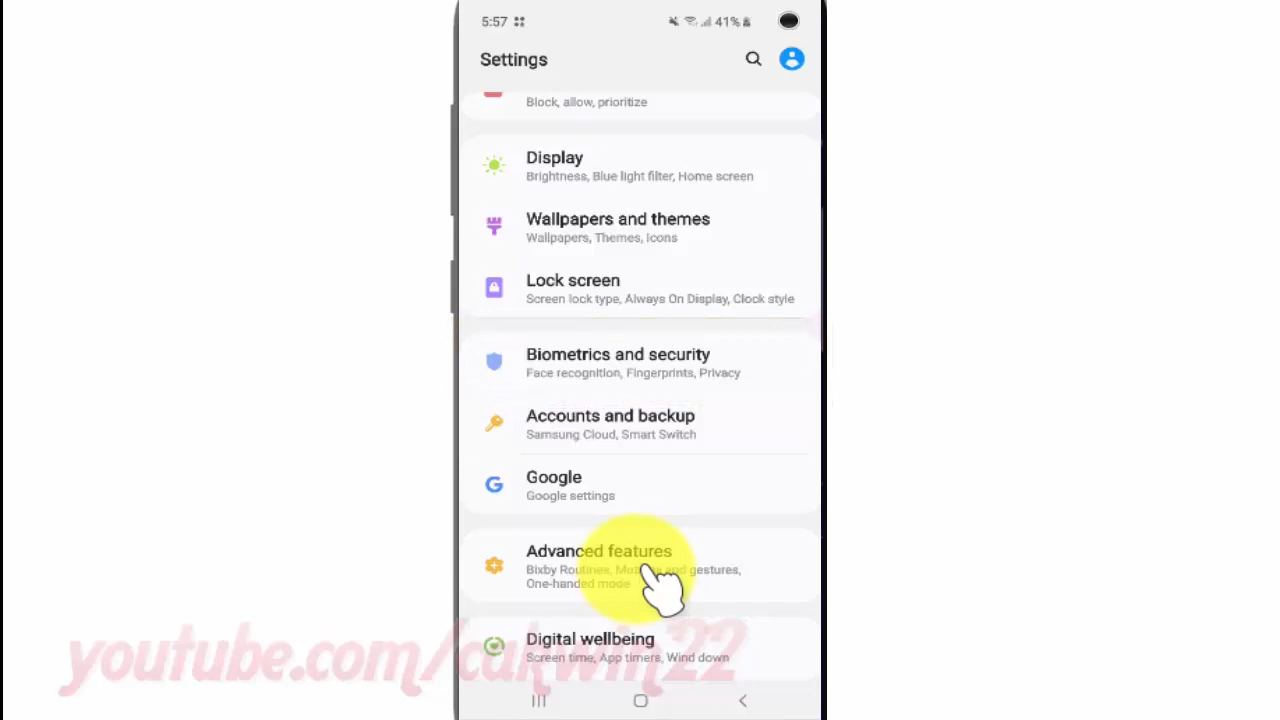 5:57
41%
Settings
Block, allow, prioritize
Display
Brightness, Blue light filter, Home screen
Wallpapers and themes
Wallpapers, Themes, Icons
Lock screen
Screen lock type, Always On Display, Clock style
Biometrics and security
Face recognition, Fingerprints, Privacy
Accounts and backup
Samsung Cloud, Smart Switch
Google
Google settings
Advanced features
Bixby Routines, Motions and gestures,
One-handed mode
Digital wellbeing
Screen time, App timers, Wind down
youtube.com/cakwin22